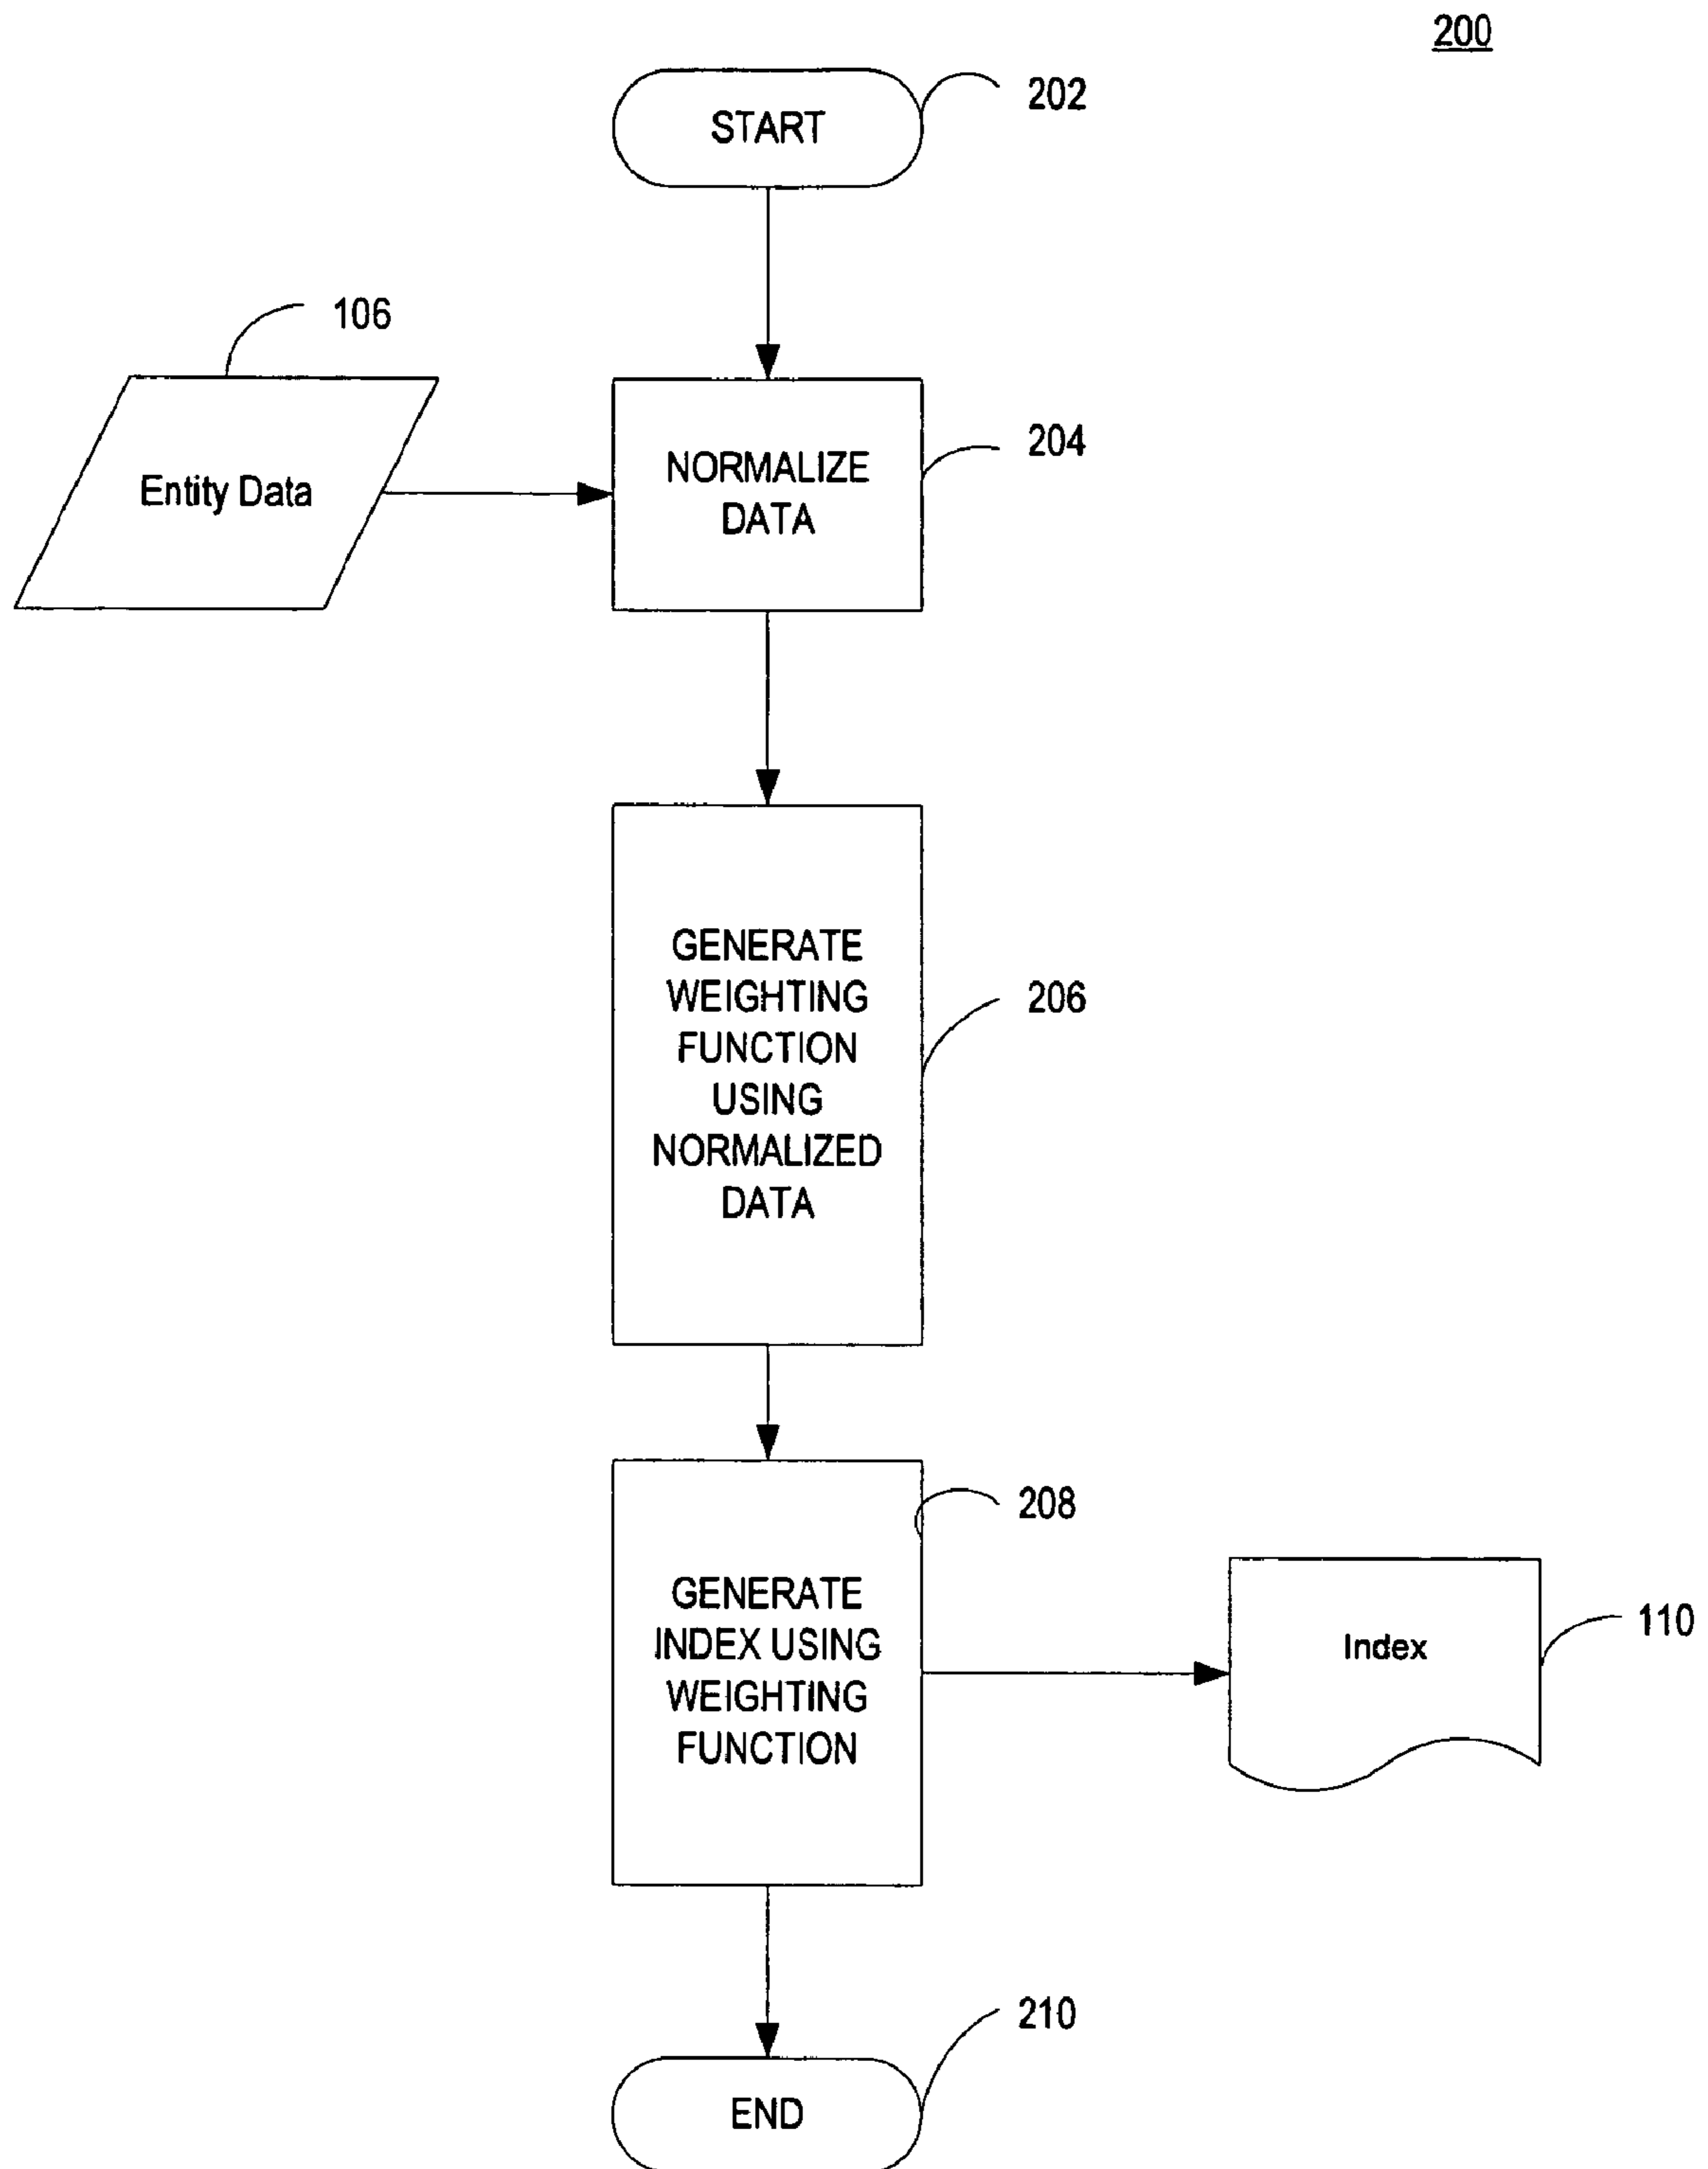 200
START
202
106
Entity Data
NORMALIZE
DATA
204
GENERATE
WEIGHTING
FUNCTION
USING
NORMALIZED
DATA
206
208
GENERATE
INDEX USING
WEIGHTING
FUNCTION
Index
110
210
END